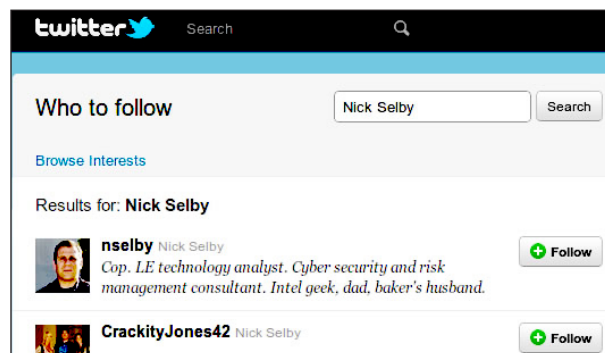 twitter Search
Who to follow Nick Selby Search
Browse Interests
Results for: Nick Selby
nselby Nick Selby
Cop. LE technology analyst. Cyber security and risk
management consultant. Intel geek, dad, baker's husband.
Follow
CrackityJones42 Nick Selby
Follow